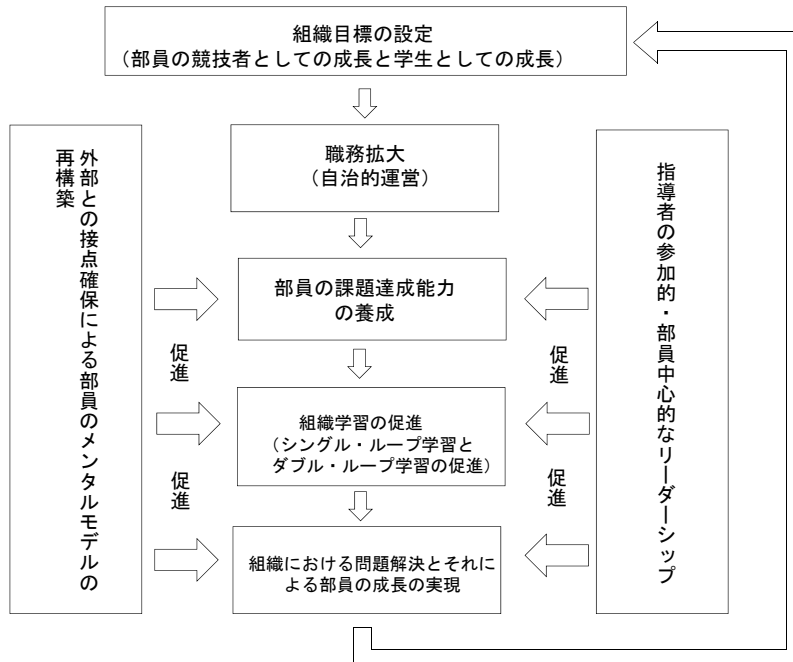 組織目標の設定
（部員の競技者としての成長と学生としての成長）
職務拡大
（自治的運営）
外部との接点確保による部員のメンタルモデルの
再構築
指導者の参加的・部員中心的なリーダーシップ
部員の課題達成能力
の養成
促進
促進
組織学習の促進
（シングル・ループ学習と
ダブル・ループ学習の促進）
促進
促進
組織における問題解決とそれに
よる部員の成長の実現